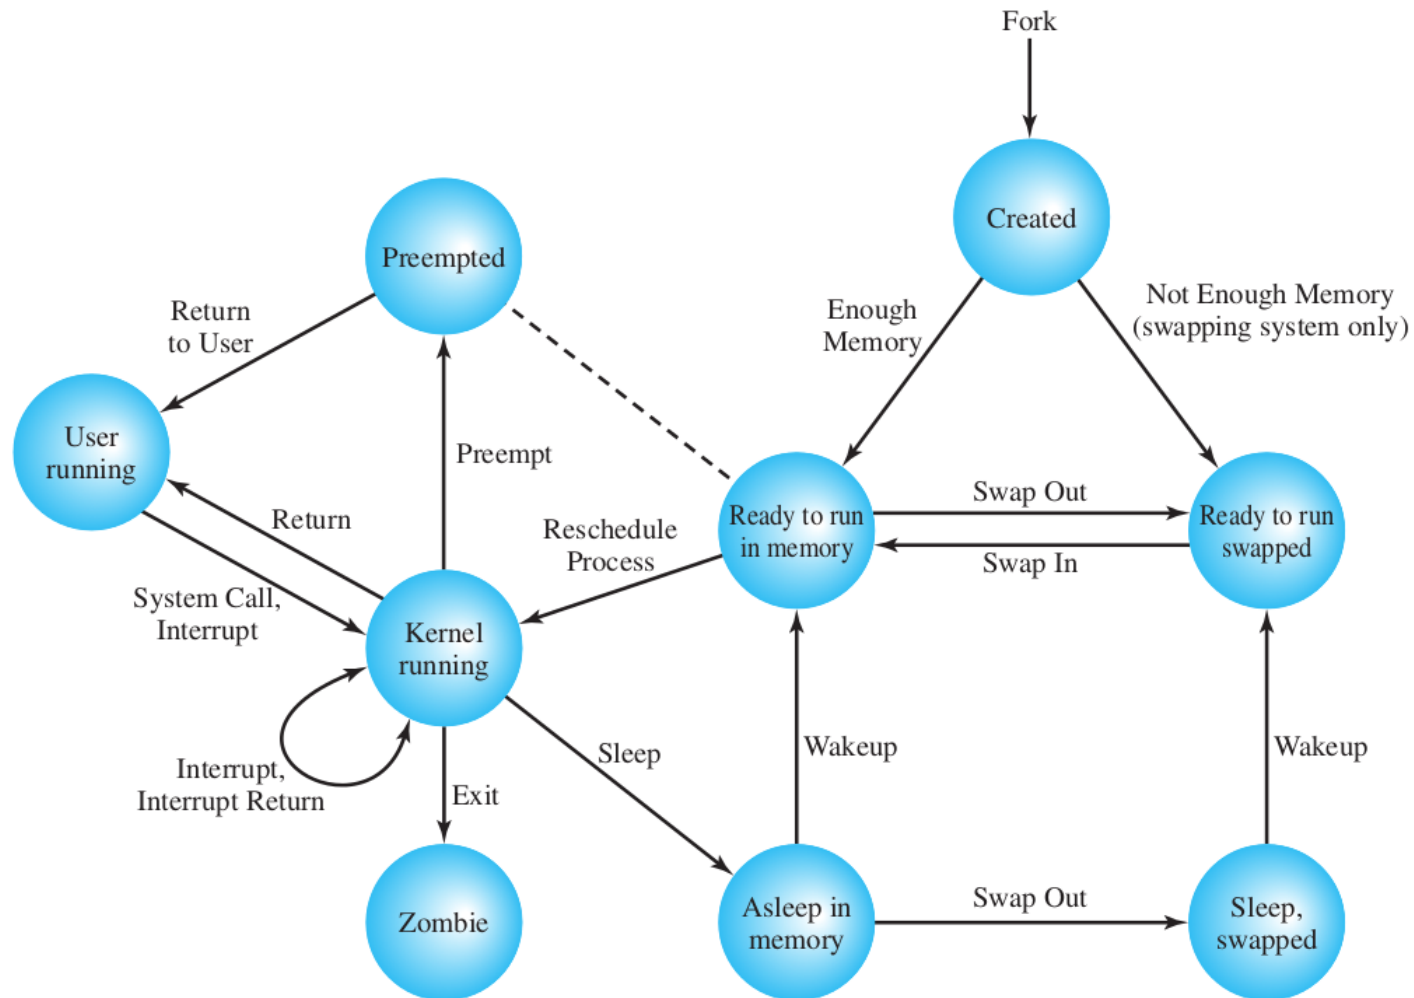 Fork
Created
Preempted
Return
to User
Enough
Memory
Not Enough Memory
(swapping system only)
User
running
Preempt
Return
Reschedule
Process
Ready to run
in memory
Swap Out
Swap In
Ready to run
swapped
System Call,
Interrupt
Kernel
running
Interrupt,
Interrupt Return
Sleep
Exit
Wakeup
Wakeup
Zombie
Asleep in
memory
Swap Out
Sleep,
swapped